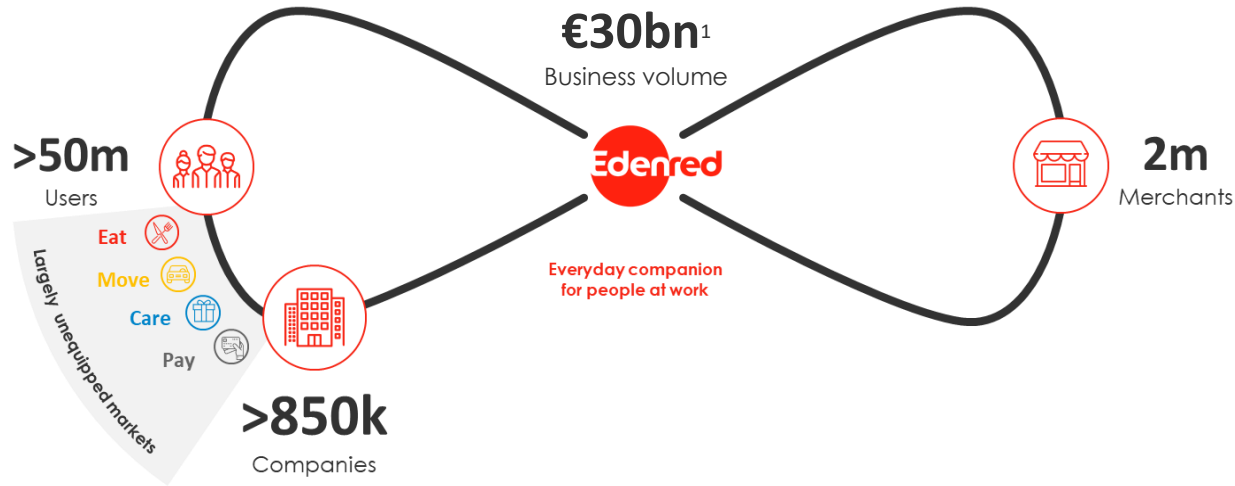 €30bn¹
Business volume
Edenred
>50m
Users
2m
Merchants
Eat
Move
Care
Pay
Largely unequipped markets
Everyday companion
for people at work
>850k
Companies